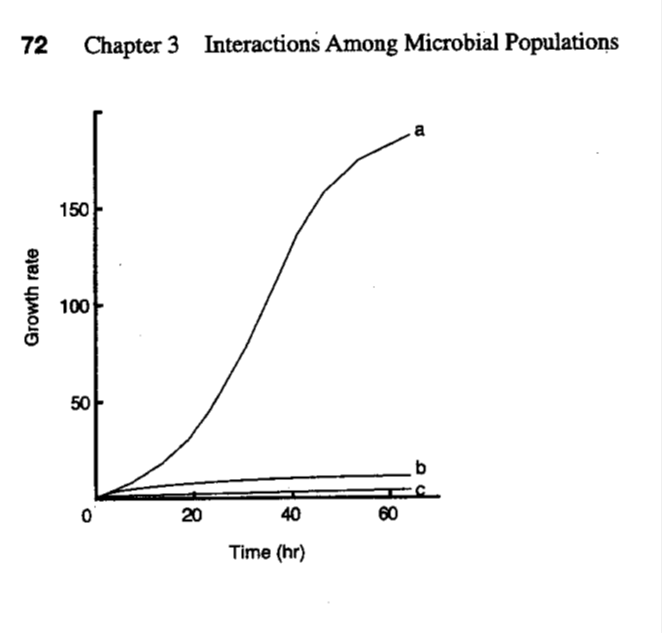 72 Chapter 3 Interactions Among Microbial Populations
a
150
Growth rate
100
50
b
c
0 20 40 60
Time (hr)